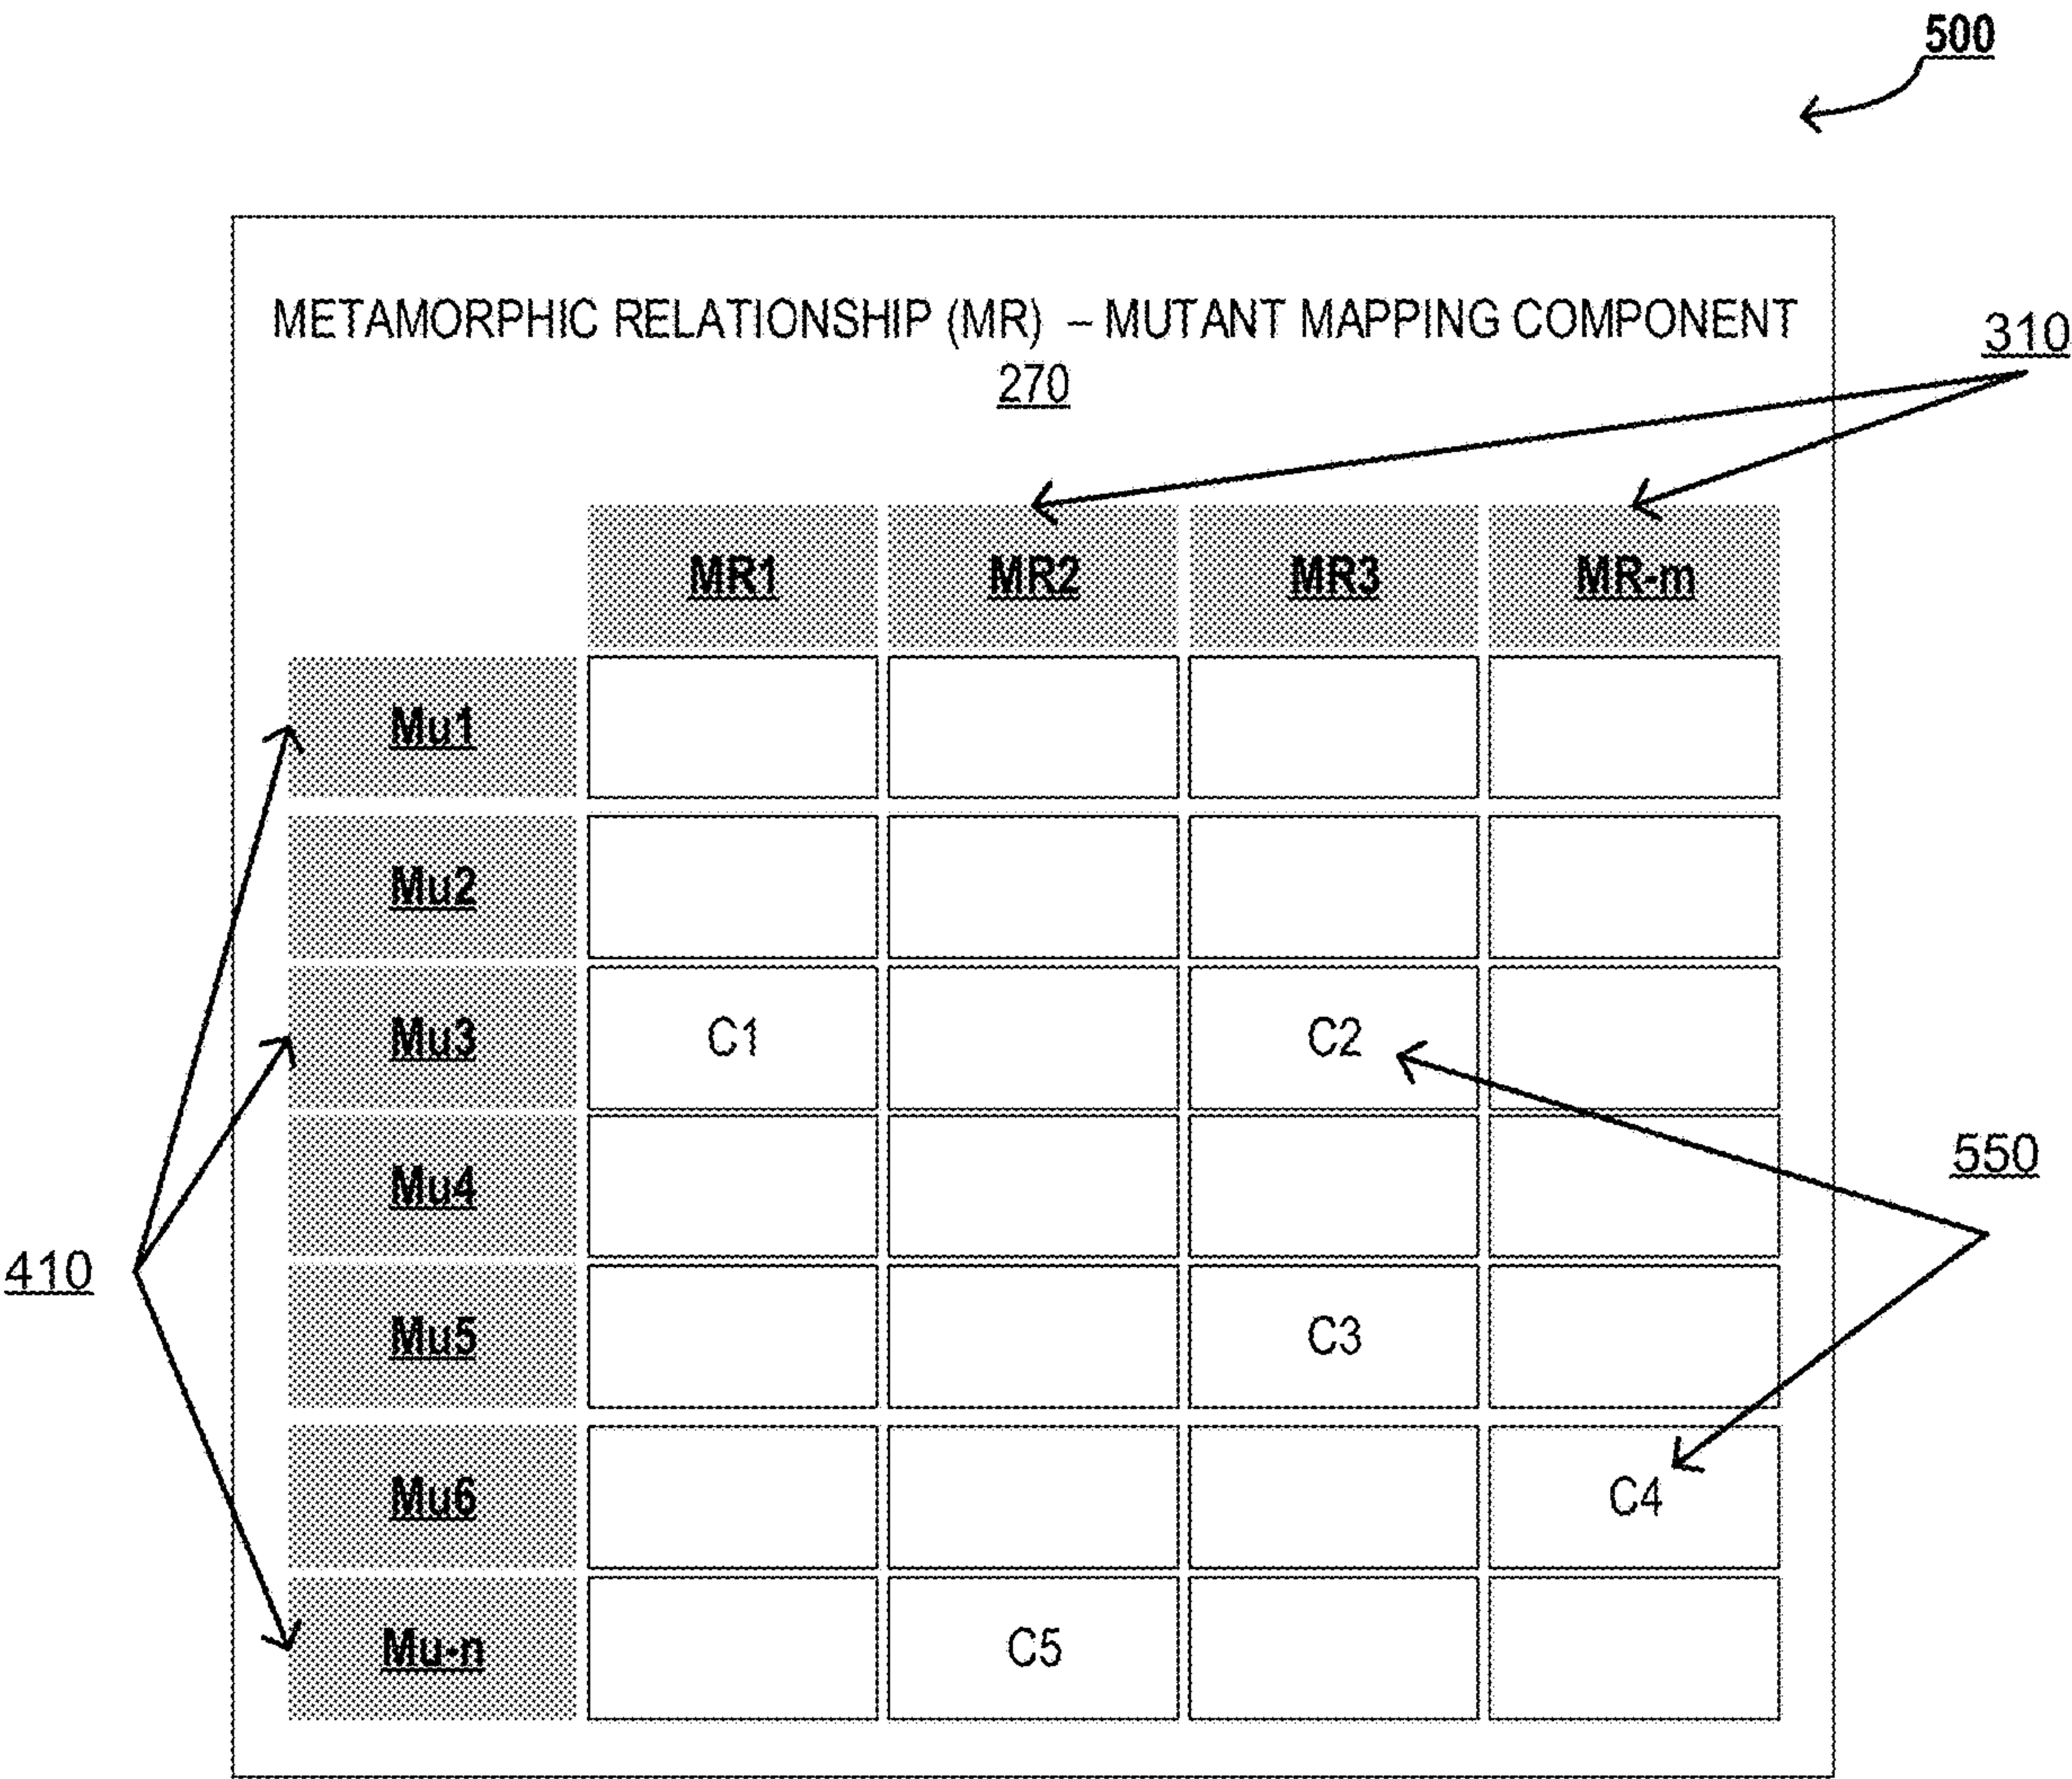 500
METAMORPHIC RELATIONSHIP (MR) – MUTANT MAPPING COMPONENT
270
310
MR1 MR2 MR3 MR-m
Mu1
Mu2
Mu3 C1 C2
Mu4
550
410
Mu5 C3
Mu6 C4
Mu-n C5